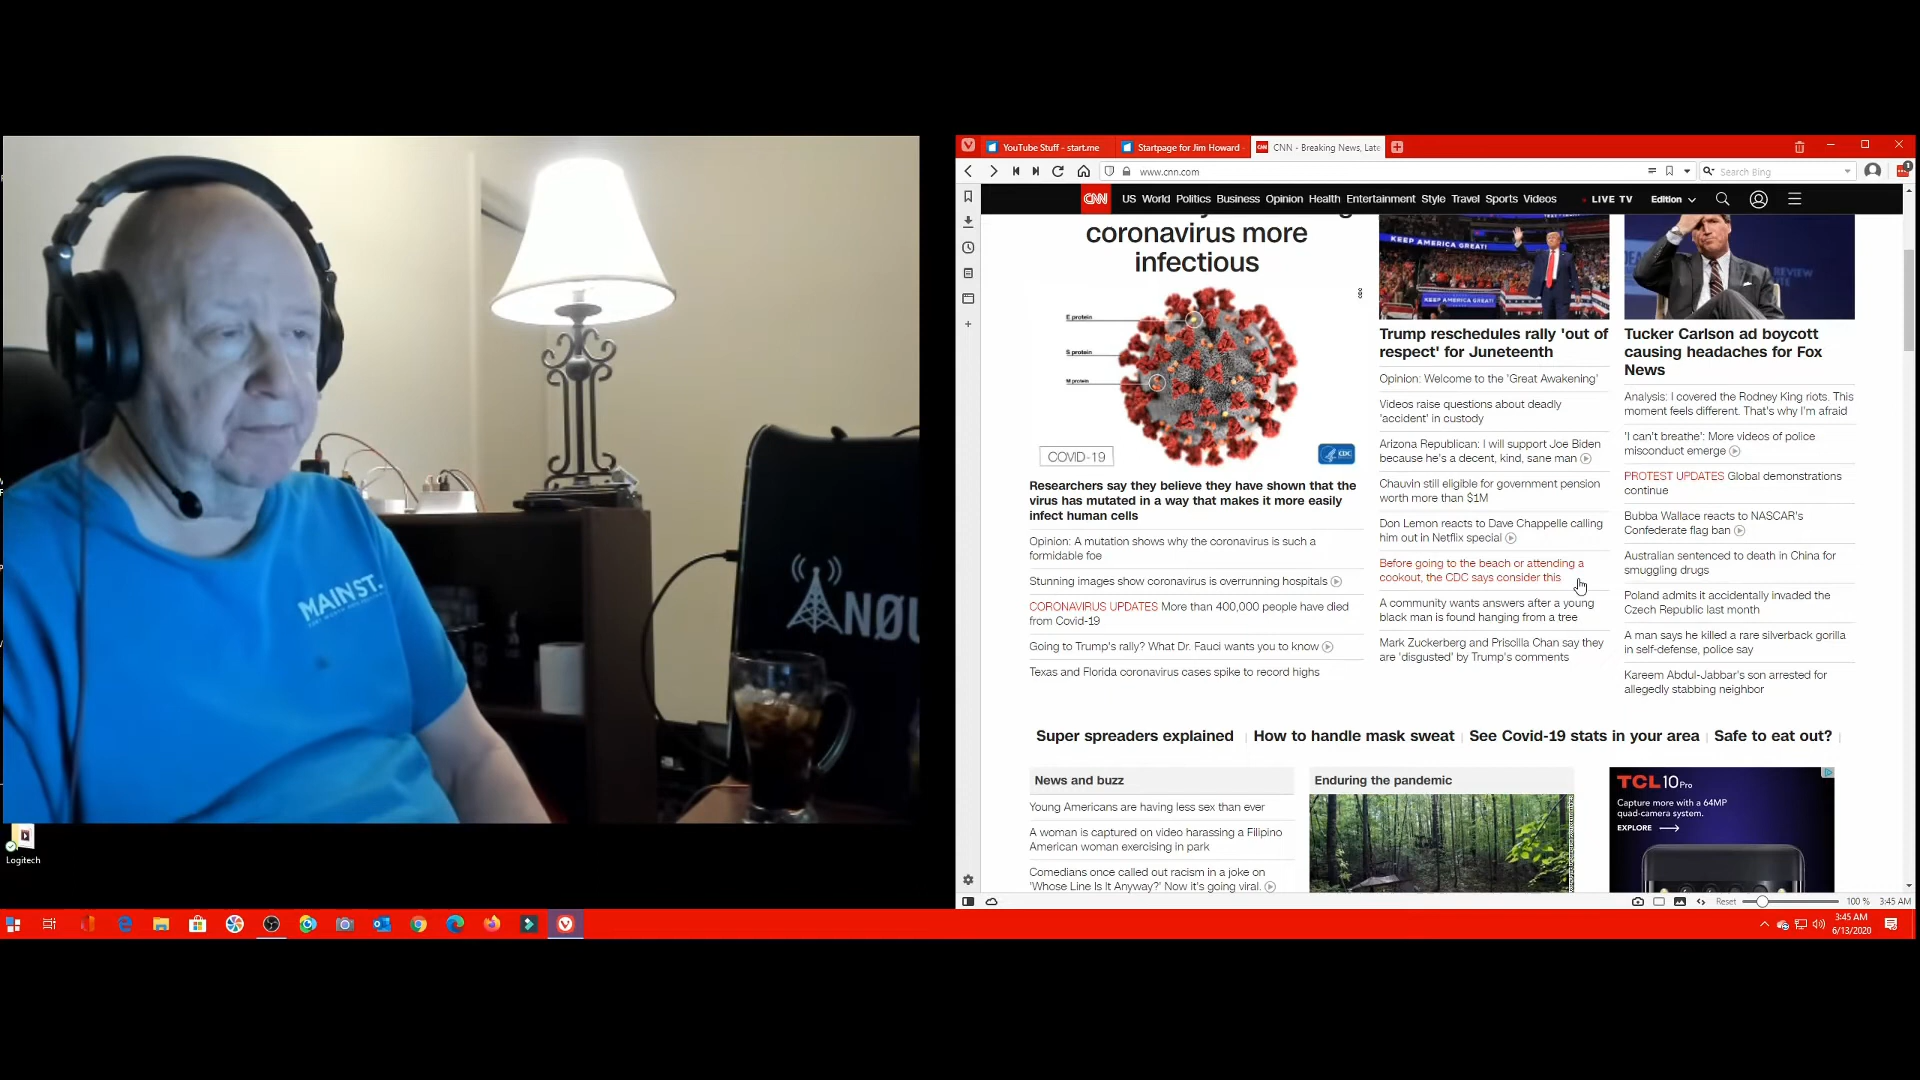 MAIN ST.
ANØU
Logitech
YouTube Stuff - start.me
Startpage for Jim Howard
CNN - Breaking News, Late
www.cnn.com
Search Bing
CNN US World Politics Business Opinion Health Entertainment Style Travel Sports Videos LIVE TV Edition
coronavirus more
infectious
E protein
S protein
M protein
COVID-19
CDC
Researchers say they believe they have shown that the
virus has mutated in a way that makes it more easily
infect human cells
Opinion: A mutation shows why the coronavirus is such a
formidable foe
Stunning images show coronavirus is overrunning hospitals
CORONAVIRUS UPDATES More than 400,000 people have died
from Covid-19
Going to Trump's rally? What Dr. Fauci wants you to know
Texas and Florida coronavirus cases spike to record highs
KEEP AMERICA GREAT!
KEEP AMERICA GREAT!
Trump reschedules rally 'out of
respect' for Juneteenth
Opinion: Welcome to the 'Great Awakening'
Videos raise questions about deadly
'accident' in custody
Arizona Republican: I will support Joe Biden
because he's a decent, kind, sane man
Chauvin still eligible for government pension
worth more than $1M
Don Lemon reacts to Dave Chappelle calling
him out in Netflix special
Before going to the beach or attending a
cookout, the CDC says consider this
A community wants answers after a young
black man is found hanging from a tree
Mark Zuckerberg and Priscilla Chan say they
are 'disgusted' by Trump's comments
REVIEW
Tucker Carlson ad boycott
causing headaches for Fox
News
Analysis: I covered the Rodney King riots. This
moment feels different. That's why I'm afraid
'I can't breathe': More videos of police
misconduct emerge
PROTEST UPDATES Global demonstrations
continue
Bubba Wallace reacts to NASCAR's
Confederate flag ban
Australian sentenced to death in China for
smuggling drugs
Poland admits it accidentally invaded the
Czech Republic last month
A man says he killed a rare silverback gorilla
in self-defense, police say
Kareem Abdul-Jabbar's son arrested for
allegedly stabbing neighbor
Super spreaders explained How to handle mask sweat See Covid-19 stats in your area Safe to eat out?
News and buzz
Young Americans are having less sex than ever
A woman is captured on video harassing a Filipino
American woman exercising in park
Comedians once called out racism in a joke on
'Whose Line Is It Anyway?' Now it's going viral.
Enduring the pandemic
TCL 10 Pro
Capture more with a 64MP
quad-camera system.
EXPLORE
Reset 100 % 3:45 AM
3:45 AM
6/13/2020